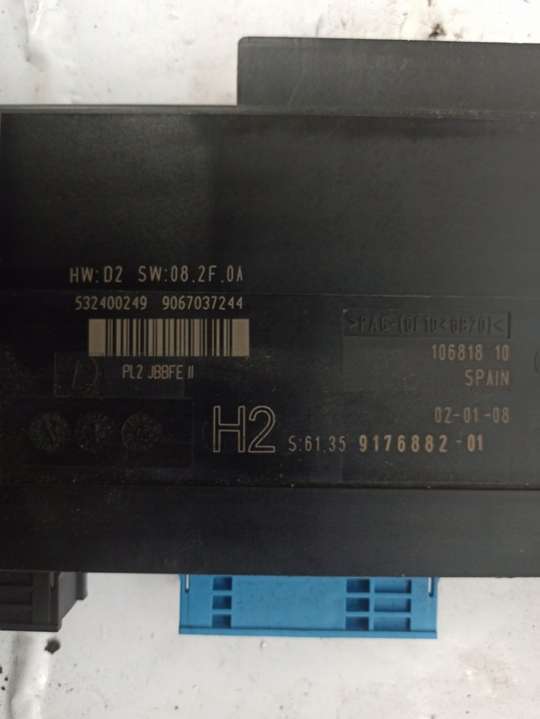 HW:D2 SW:08.2F.0A
532400249 9067037244
PL2 JBBFE II
106818 10
SPAIN
02-01-08
H2 S:61.35 9176882-01